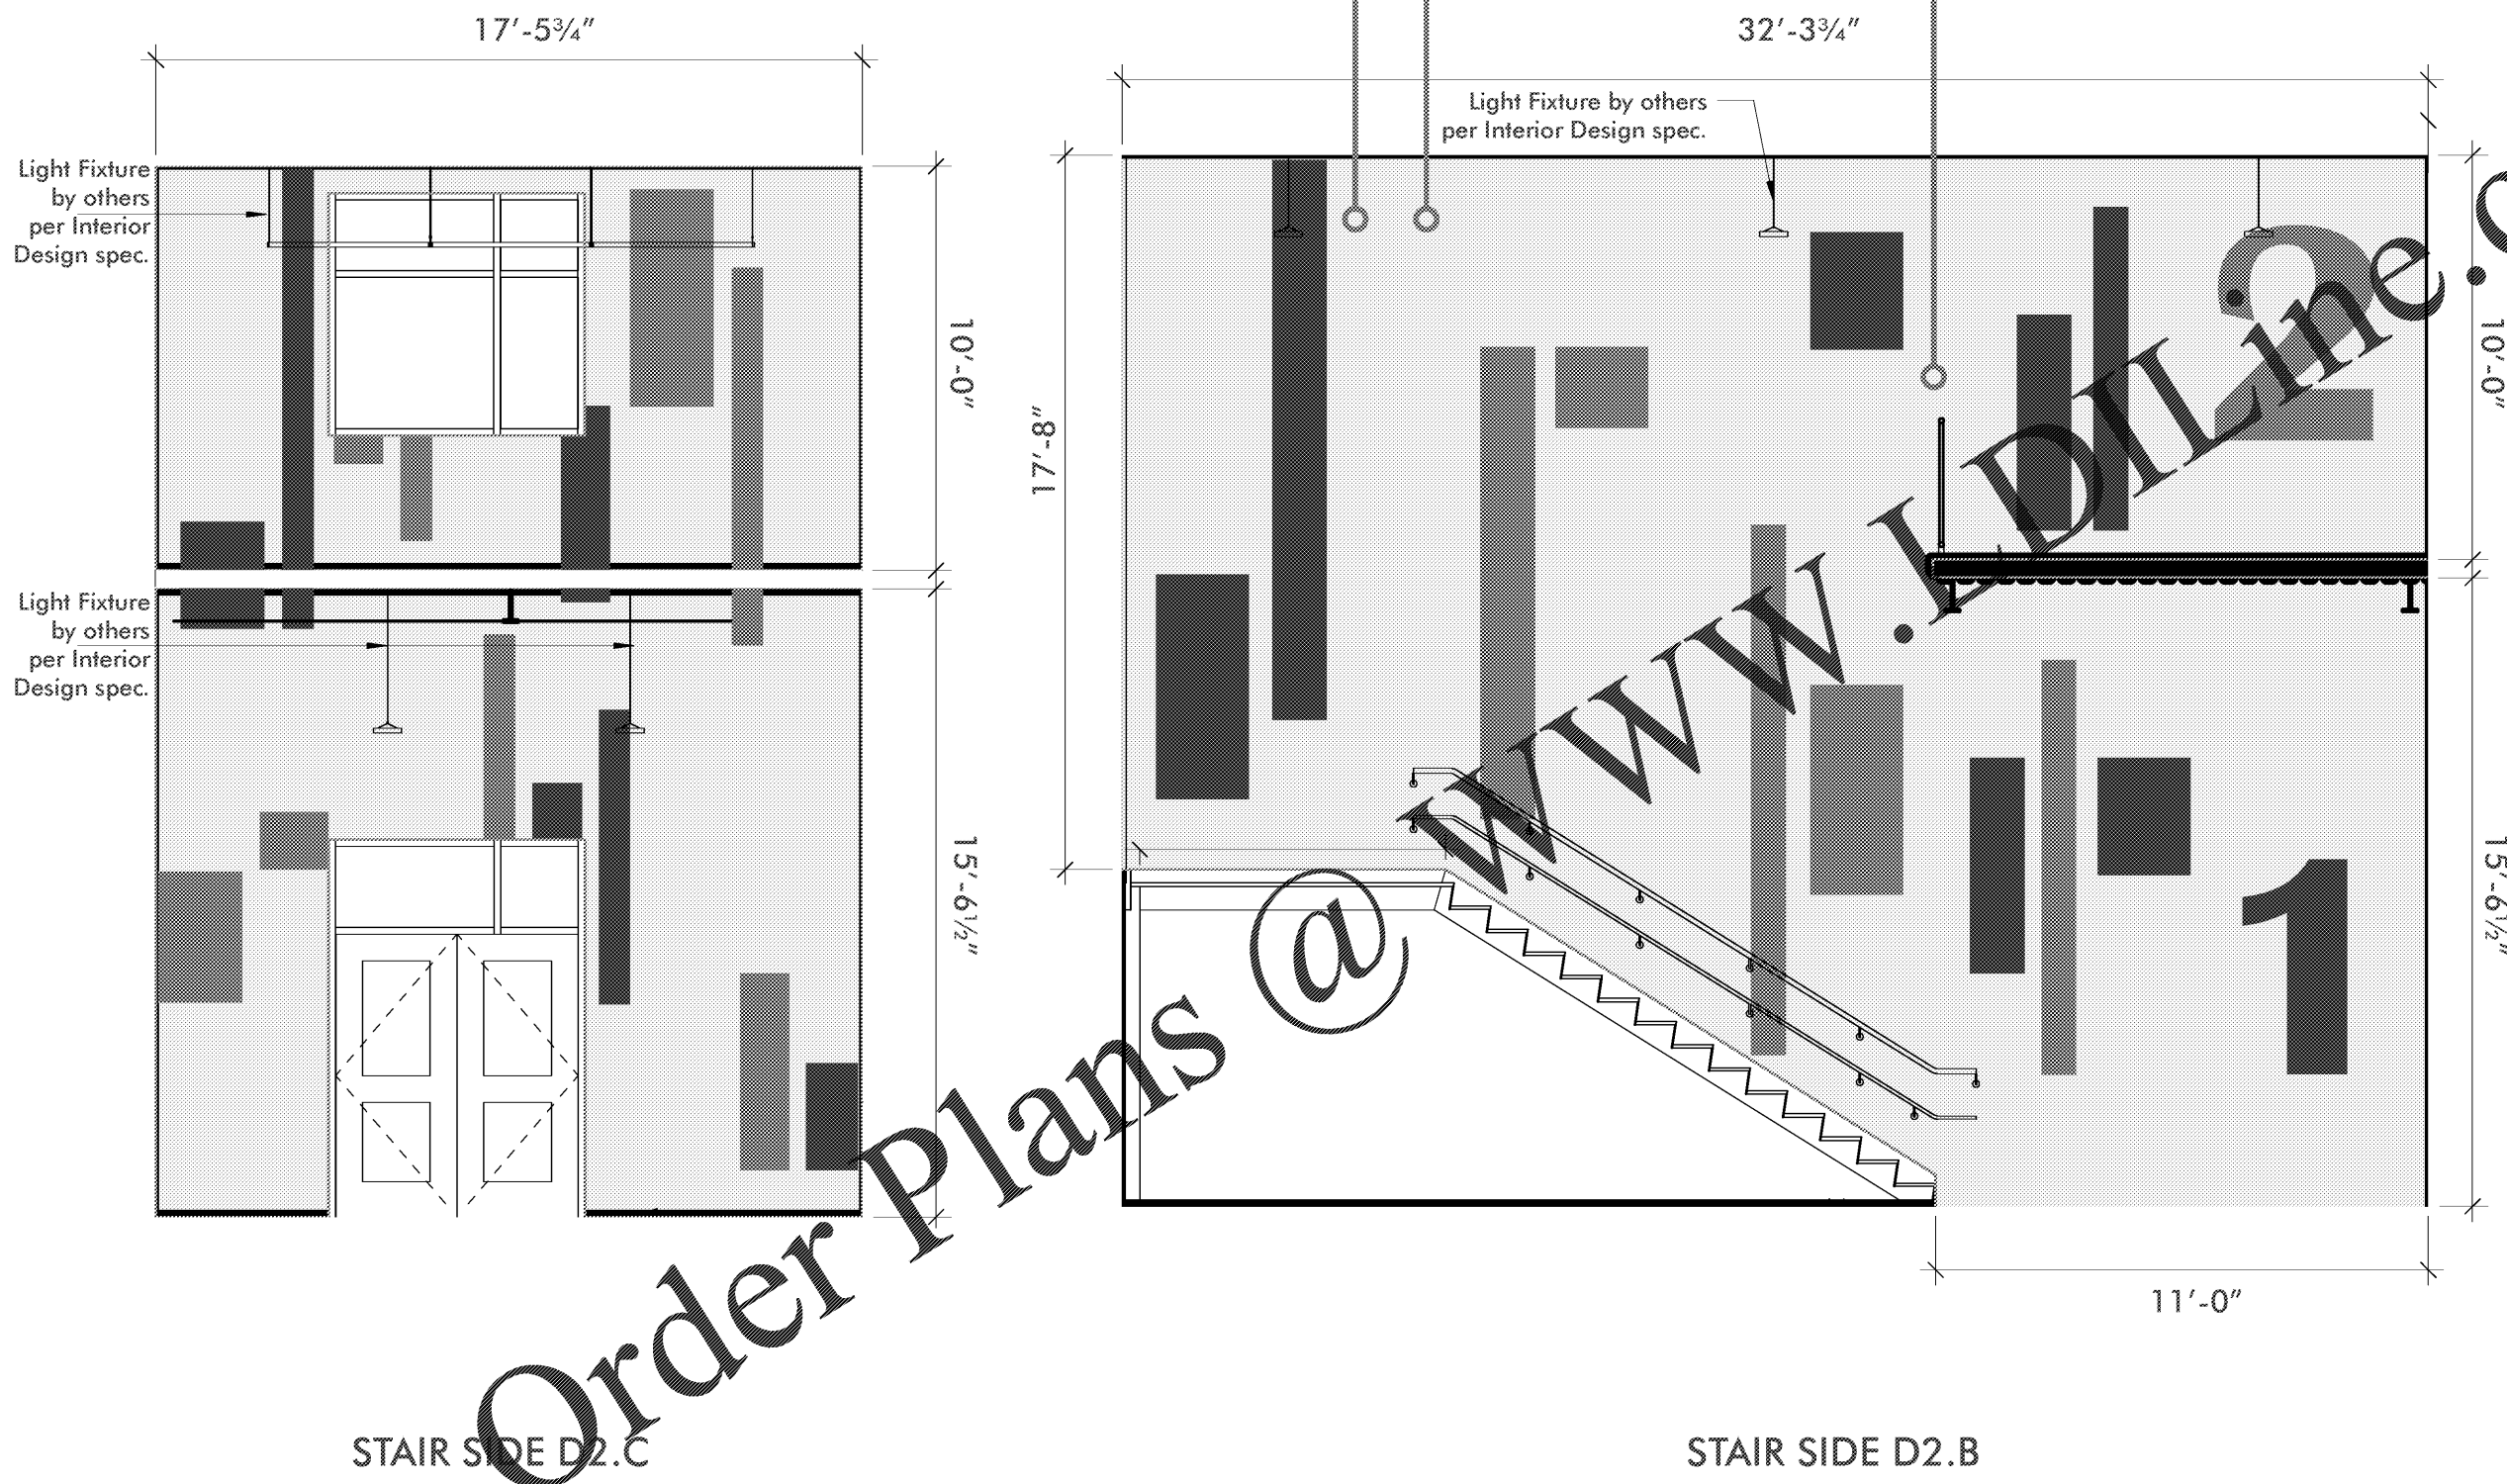 17'-5¾"
32'-3¾"
Light Fixture by others
per Interior Design spec.
Light Fixture
by others
per Interior
Design spec.
10'-0"
17'-8"
10'-0"
2
Light Fixture
by others
per Interior
Design spec.
15'-6½"
15'-6½"
1
11'-0"
Order Plans @ www.LDILine.
STAIR SIDE D2.C
STAIR SIDE D2.B